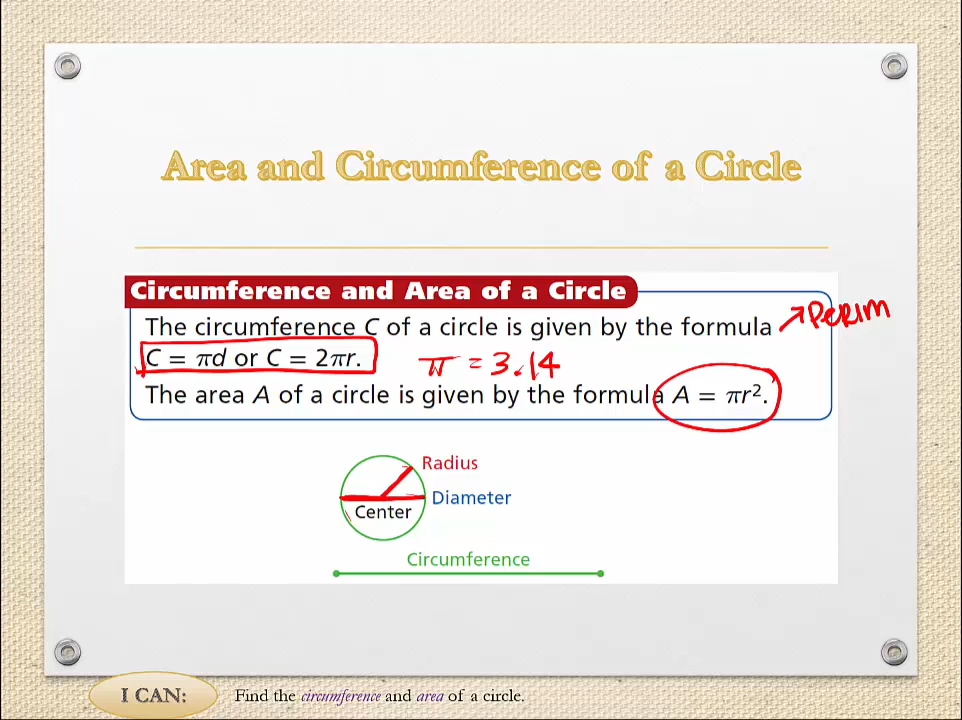 Area and Circumference of a Circle
Circumference and Area of a Circle
The circumference C of a circle is given by the formula
→PERIM
C = πd or C = 2πr.
π = 3.14
The area A of a circle is given by the formula A = πr².
Radius
Diameter
Center
Circumference
I CAN:
Find the circumference and area of a circle.